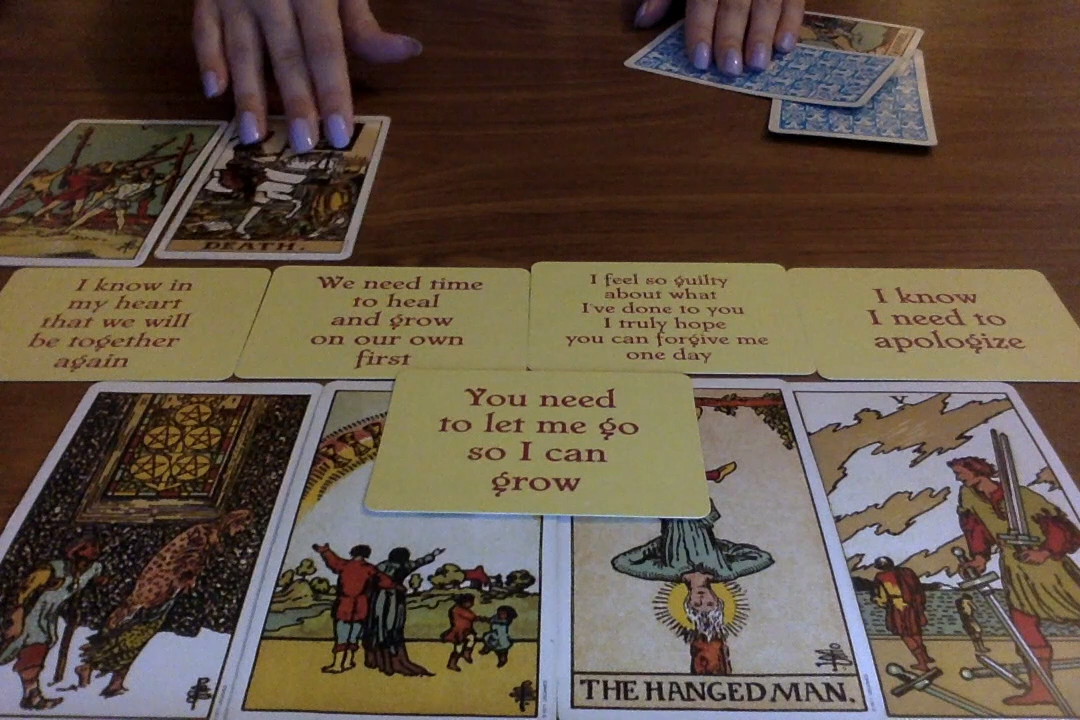 DEATH.
I know in
my heart
that we will
be together
again
We need time
to heal
and grow
on our own
first
I feel so guilty
about what
I've done to you
I truly hope
you can forgive me
one day
I know
I need to
apologize
You need
to let me go
so I can
grow
THE HANGED MAN.